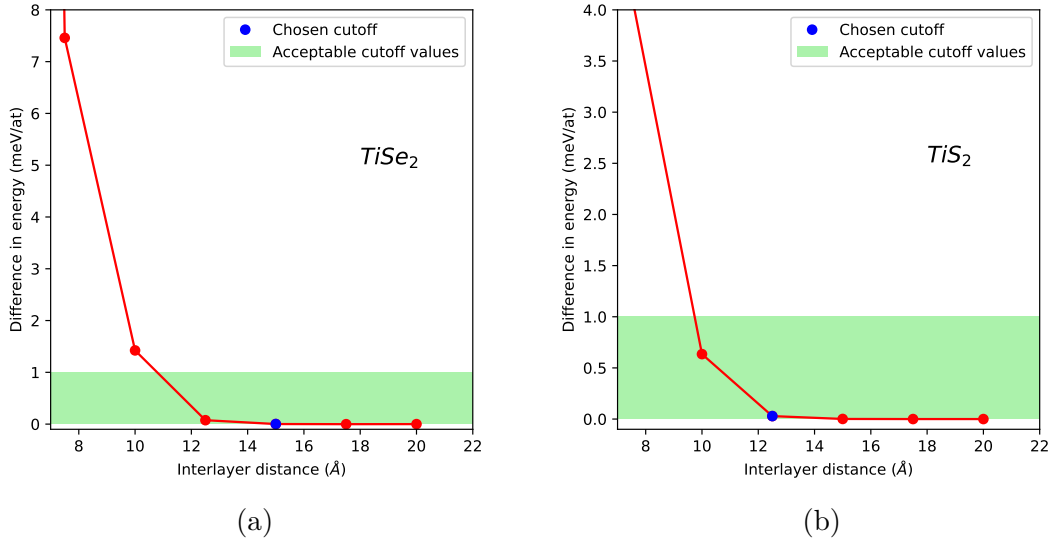 8
7
6
5
4
3
2
1
0
Difference in energy (meV/at)
Chosen cutoff
Acceptable cutoff values
TiSe₂
8 10 12 14 16 18 20 22
Interlayer distance (Å)
(a)
4.0
3.5
3.0
2.5
2.0
1.5
1.0
0.5
0.0
Difference in energy (meV/at)
Chosen cutoff
Acceptable cutoff values
TiS₂
8 10 12 14 16 18 20 22
Interlayer distance (Å)
(b)